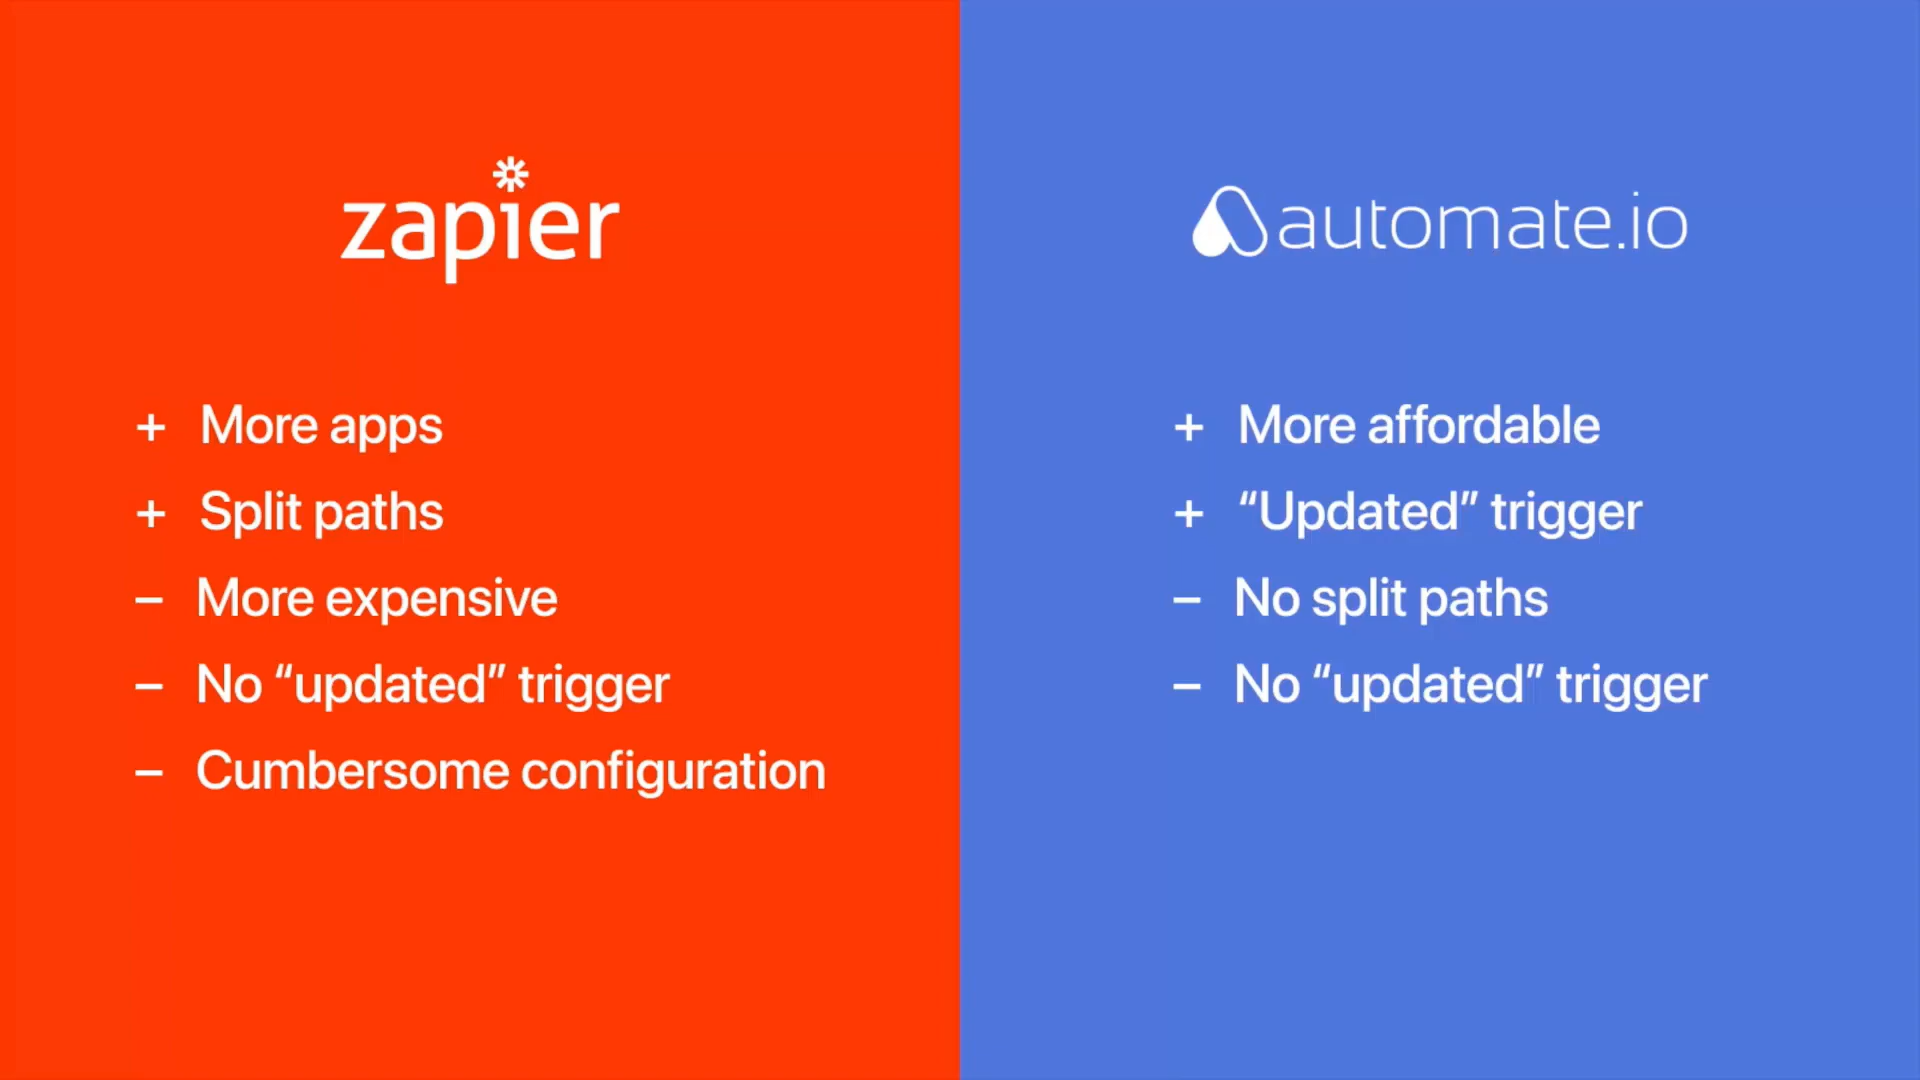 zapier
+ More apps
+ Split paths
– More expensive
– No “updated” trigger
– Cumbersome configuration
automate.io
+ More affordable
+ “Updated” trigger
– No split paths
– No “updated” trigger